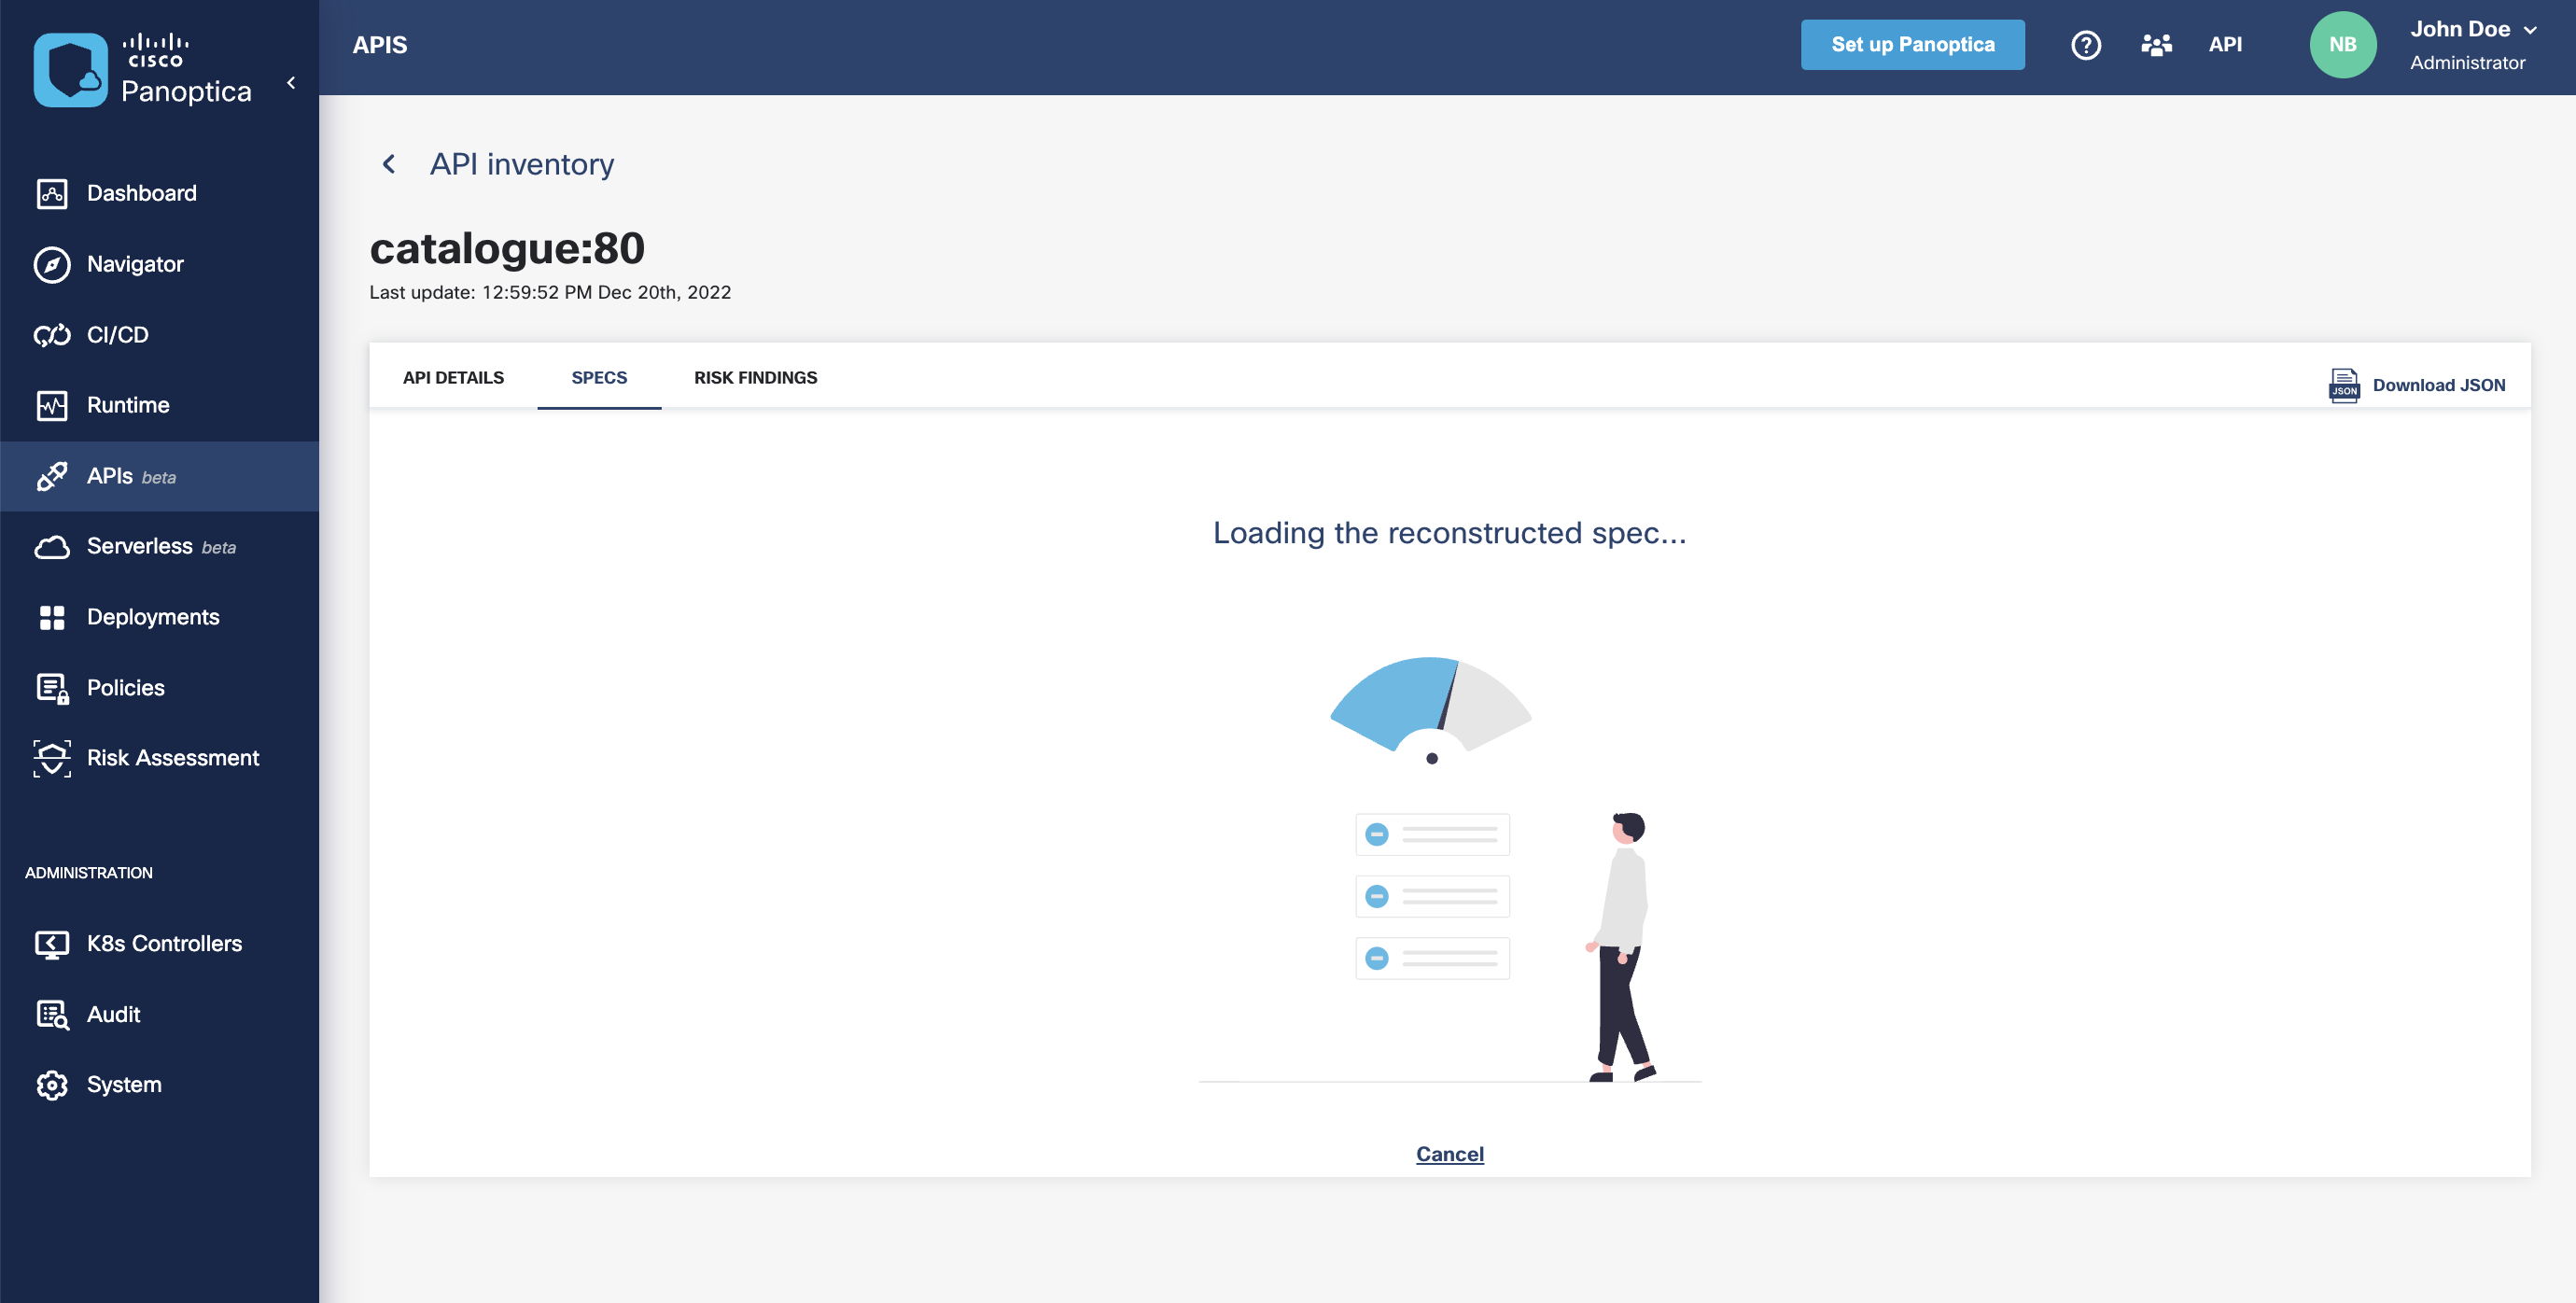 cisco
Panoptica
Dashboard
Navigator
CI/CD
Runtime
APIs beta
Serverless beta
Deployments
Policies
Risk Assessment
ADMINISTRATION
K8s Controllers
Audit
System
APIS
Set up Panoptica
?
API
NB
John Doe
Administrator
API inventory
catalogue:80
Last update: 12:59:52 PM Dec 20th, 2022
API DETAILS
SPECS
RISK FINDINGS
JSON
Download JSON
Loading the reconstructed spec...
Cancel